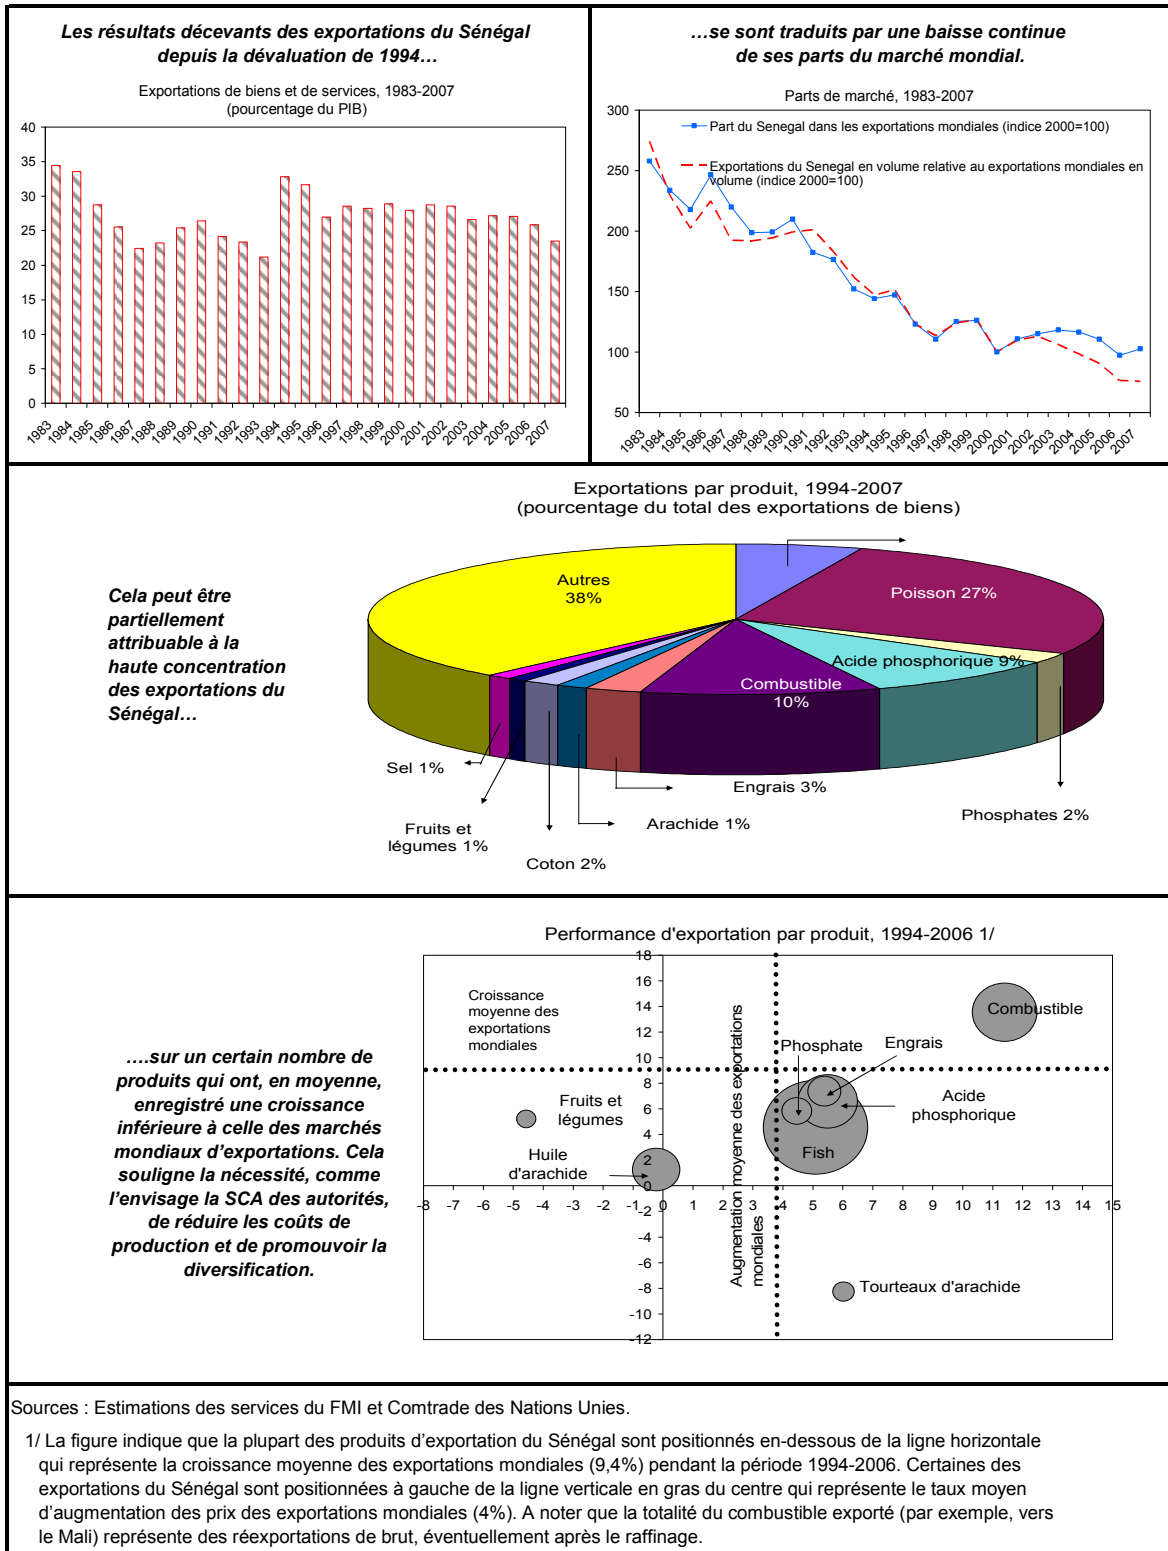 Les résultats décevants des exportations du Sénégal
depuis la dévaluation de 1994…
Exportations de biens et de services, 1983-2007
(pourcentage du PIB)
40
35
30
25
20
15
10
5
0
1983
1984
1985
1986
1987
1988
1989
1990
1991
1992
1993
1994
1995
1996
1997
1998
1999
2000
2001
2002
2003
2004
2005
2006
2007
…se sont traduits par une baisse continue
de ses parts du marché mondial.
Parts de marché, 1983-2007
300
250
200
150
100
50
Part du Senegal dans les exportations mondiales (indice 2000=100)
Exportations du Senegal en volume relative au exportations mondiales en
volume (indice 2000=100)
1983
1984
1985
1986
1987
1988
1989
1990
1991
1992
1993
1994
1995
1996
1997
1998
1999
2000
2001
2002
2003
2004
2005
2006
2007
Exportations par produit, 1994-2007
(pourcentage du total des exportations de biens)
Cela peut être
partiellement
attribuable à la
haute concentration
des exportations du
Sénégal…
Autres
38%
Poisson 27%
Acide phosphorique 9%
Combustible
10%
Sel 1%
Fruits et
légumes 1%
Coton 2%
Arachide 1%
Engrais 3%
Phosphates 2%
Performance d'exportation par produit, 1994-2006 1/
….sur un certain nombre de
produits qui ont, en moyenne,
enregistré une croissance
inférieure à celle des marchés
mondiaux d'exportations. Cela
souligne la nécessité, comme
l'envisage la SCA des autorités,
de réduire les coûts de
production et de promouvoir la
diversification.
18
16
14
12
10
8
6
4
2
0
-2
-4
-6
-8
-10
-12
-8
-7
-6
-5
-4
-3
-2
-1
0
1
2
3
4
5
6
7
8
9
10
11
12
13
14
15
Croissance
moyenne des
exportations
mondiales
Augmentation moyenne des exportations
mondiales
Combustible
Phosphate
Engrais
Acide
phosphorique
Fish
Fruits et
légumes
Huile
d'arachide
Tourteaux d'arachide
Sources : Estimations des services du FMI et Comtrade des Nations Unies.
1/ La figure indique que la plupart des produits d'exportation du Sénégal sont positionnés en-dessous de la ligne horizontale
qui représente la croissance moyenne des exportations mondiales (9,4%) pendant la période 1994-2006. Certaines des
exportations du Sénégal sont positionnées à gauche de la ligne verticale en gras du centre qui représente le taux moyen
d'augmentation des prix des exportations mondiales (4%). A noter que la totalité du combustible exporté (par exemple, vers
le Mali) représente des réexportations de brut, éventuellement après le raffinage.